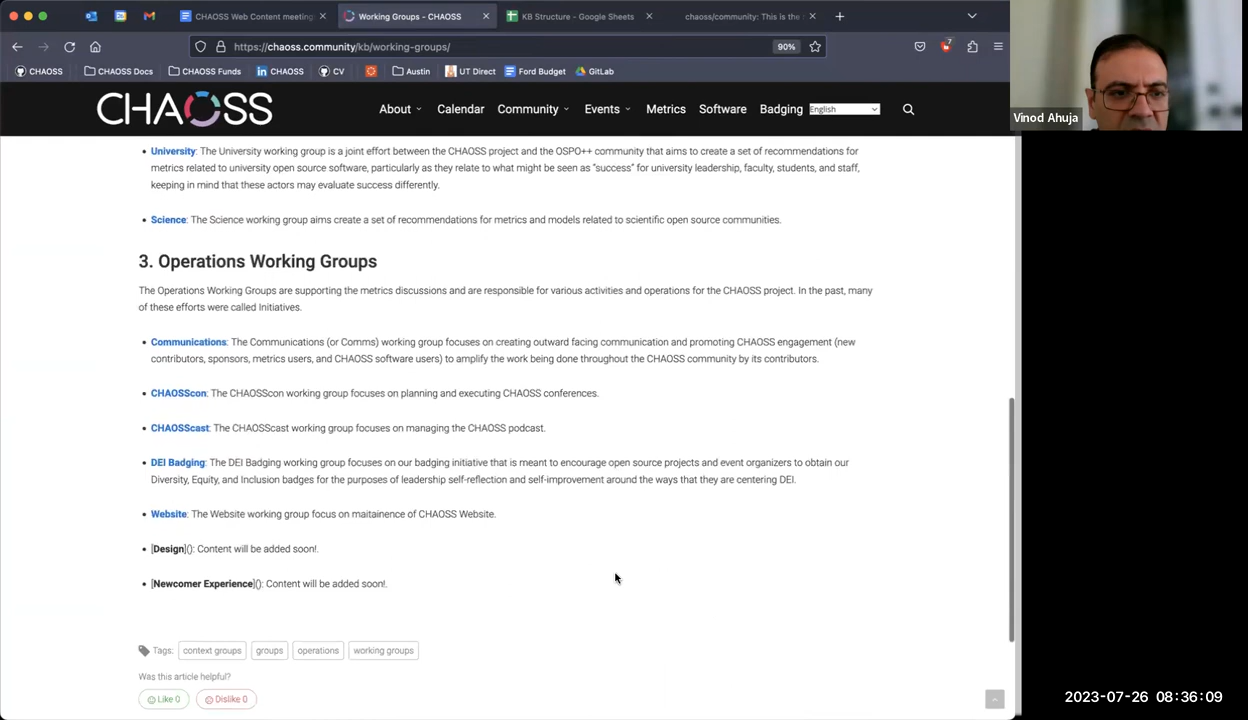 CHAOSS Web Content meeting
Working Groups - CHAOSS
KB Structure - Google Sheets
chaoss/community: This is the
https://chaoss.community/kb/working-groups/
90%
7
CHAOSS
CHAOSS Docs
CHAOSS Funds
CHAOSS
CV
Austin
UT Direct
Ford Budget
GitLab
CHAOSS
About
Calendar
Community
Events
Metrics
Software
Badging
English
Vinod Ahuja
• University: The University working group is a joint effort between the CHAOSS project and the OSPO++ community that aims to create a set of recommendations for
metrics related to university open source software, particularly as they relate to what might be seen as “success” for university leadership, faculty, students, and staff,
keeping in mind that these actors may evaluate success differently.
• Science: The Science working group aims create a set of recommendations for metrics and models related to scientific open source communities.
3. Operations Working Groups
The Operations Working Groups are supporting the metrics discussions and are responsible for various activities and operations for the CHAOSS project. In the past, many
of these efforts were called Initiatives.
• Communications: The Communications (or Comms) working group focuses on creating outward facing communication and promoting CHAOSS engagement (new
contributors, sponsors, metrics users, and CHAOSS software users) to amplify the work being done throughout the CHAOSS community by its contributors.
• CHAOSScon: The CHAOSScon working group focuses on planning and executing CHAOSS conferences.
• CHAOSScast: The CHAOSScast working group focuses on managing the CHAOSS podcast.
• DEI Badging: The DEI Badging working group focuses on our badging initiative that is meant to encourage open source projects and event organizers to obtain our
Diversity, Equity, and Inclusion badges for the purposes of leadership self-reflection and self-improvement around the ways that they are centering DEI.
• Website: The Website working group focus on maitainence of CHAOSS Website.
• [Design](): Content will be added soon!.
• [Newcomer Experience](): Content will be added soon!.
Tags:
context groups
groups
operations
working groups
Was this article helpful?
Like 0
Dislike 0
2023-07-26 08:36:09